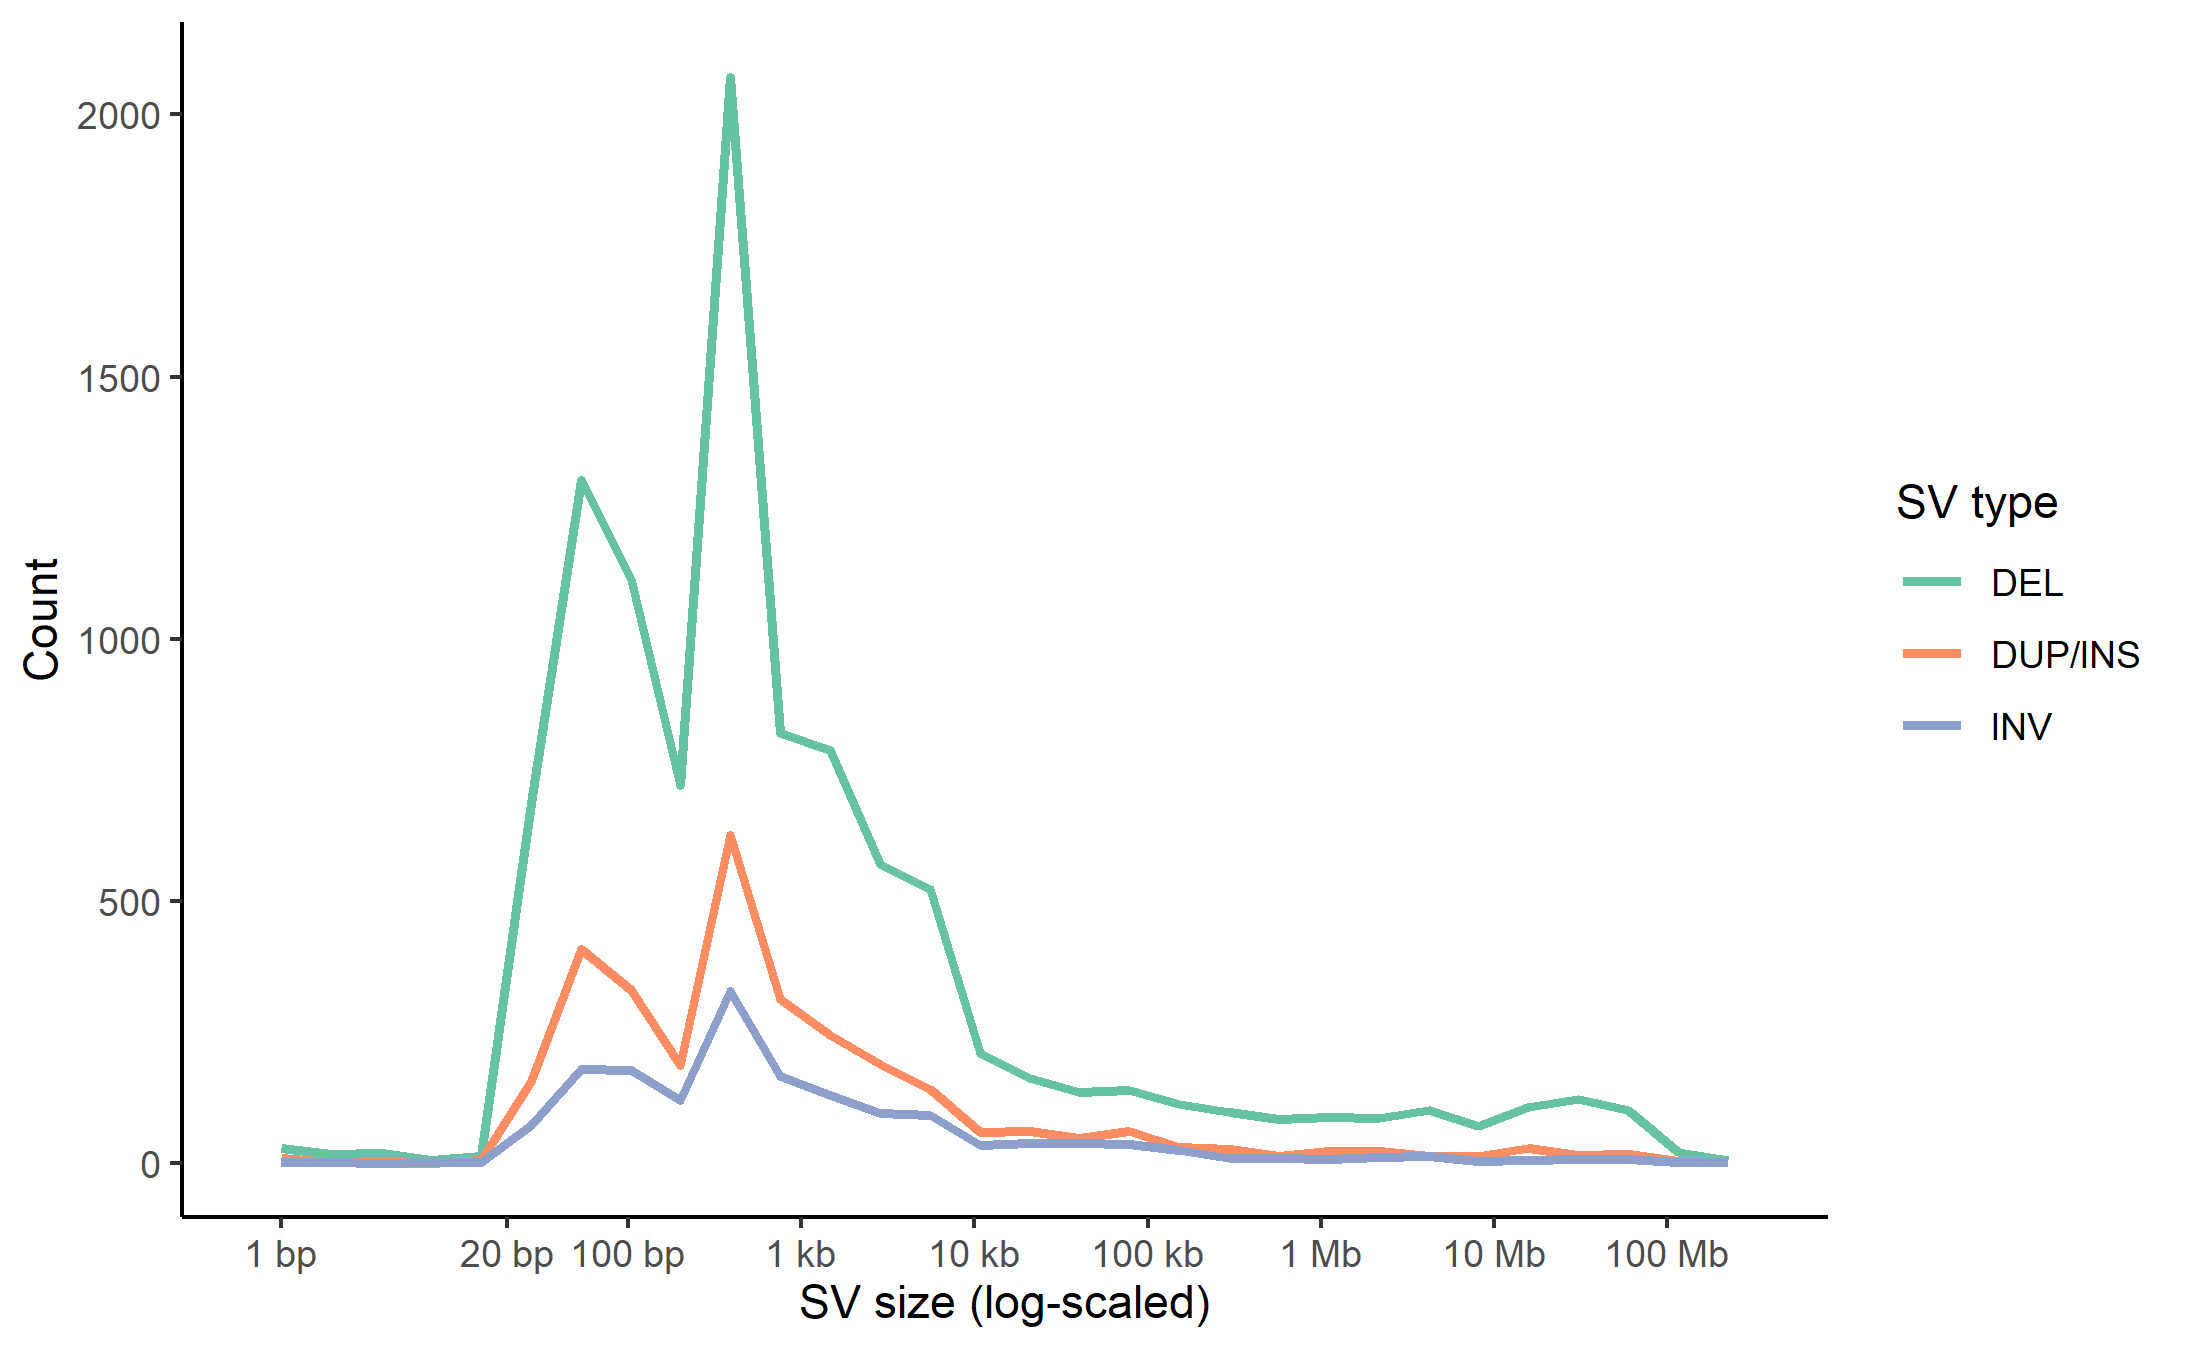 2000
1500
1000
500
0
Count
1 bp 20 bp 100 bp 1 kb 10 kb 100 kb 1 Mb 10 Mb 100 Mb
SV size (log-scaled)
SV type
DEL
DUP/INS
INV